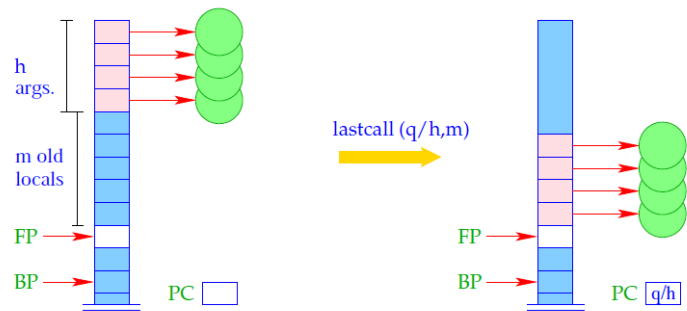 h
args.
m old
locals
FP
BP
PC
lastcall (q/h,m)
FP
BP
PC q/h